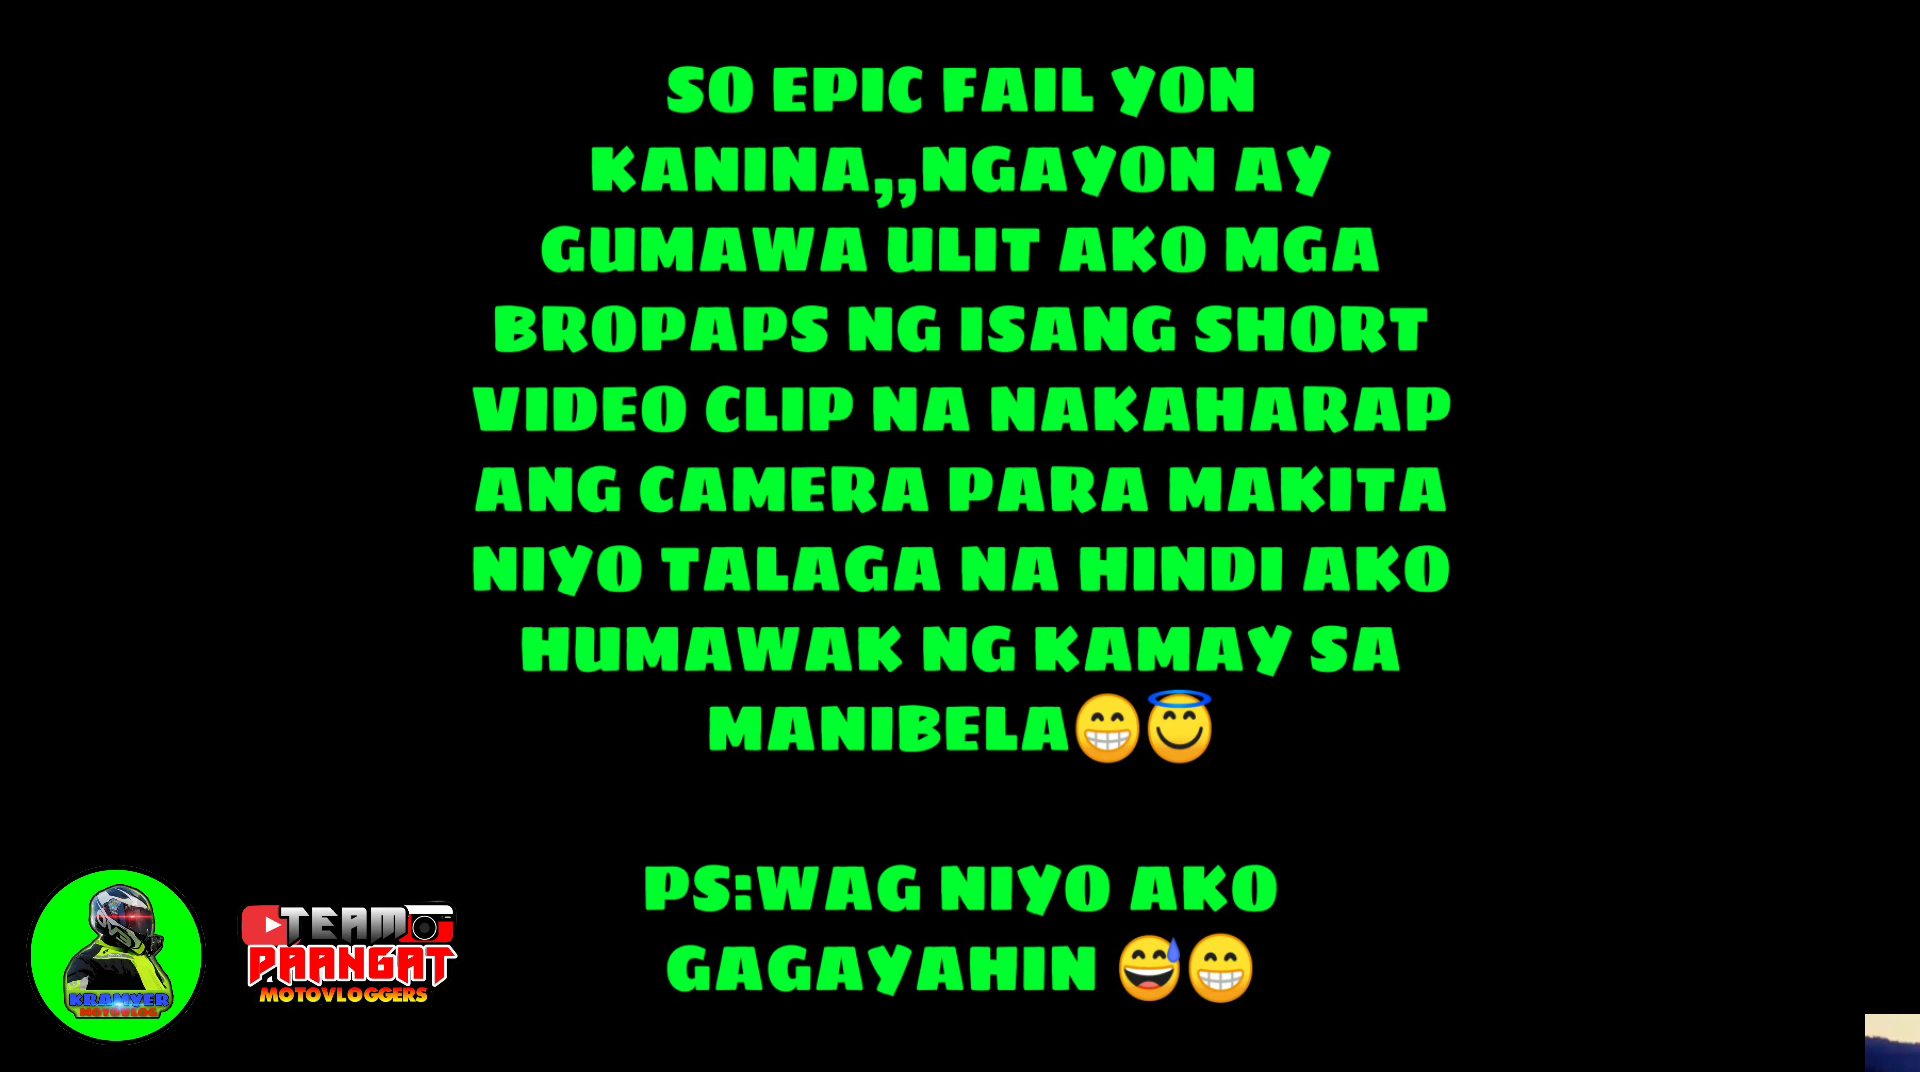 SO EPIC FAIL YON
KANINA,,NGAYON AY
GUMAWA ULIT AKO MGA
BROPAPS NG ISANG SHORT
VIDEO CLIP NA NAKAHARAP
ANG CAMERA PARA MAKITA
NIYO TALAGA NA HINDI AKO
HUMAWAK NG KAMAY SA
MANIBELA😁😇
PS:WAG NIYO AKO
GAGAYAHIN 😅😁
KRAMYER
MOTOVLOG
TEAM
PAANGAT
MOTOVLOGGERS